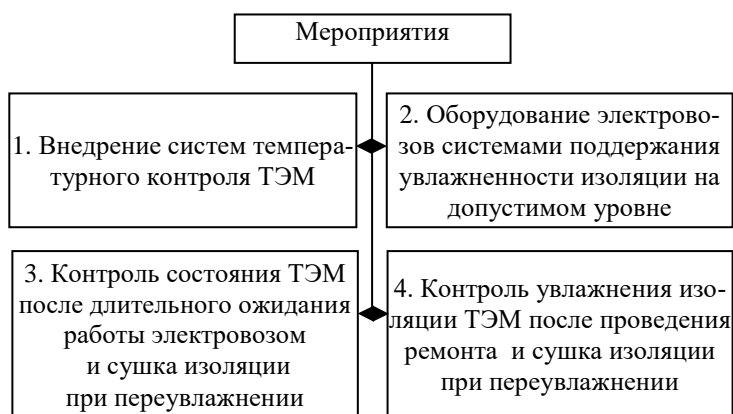 Мероприятия
1. Внедрение систем темпера-
турного контроля ТЭМ
2. Оборудование электрово-
зов системами поддержания
увлажненности изоляции на
допустимом уровне
3. Контроль состояния ТЭМ
после длительного ожидания
работы электровозом
и сушка изоляции
при переувлажнении
4. Контроль увлажнения изо-
ляции ТЭМ после проведения
ремонта и сушка изоляции
при переувлажнении